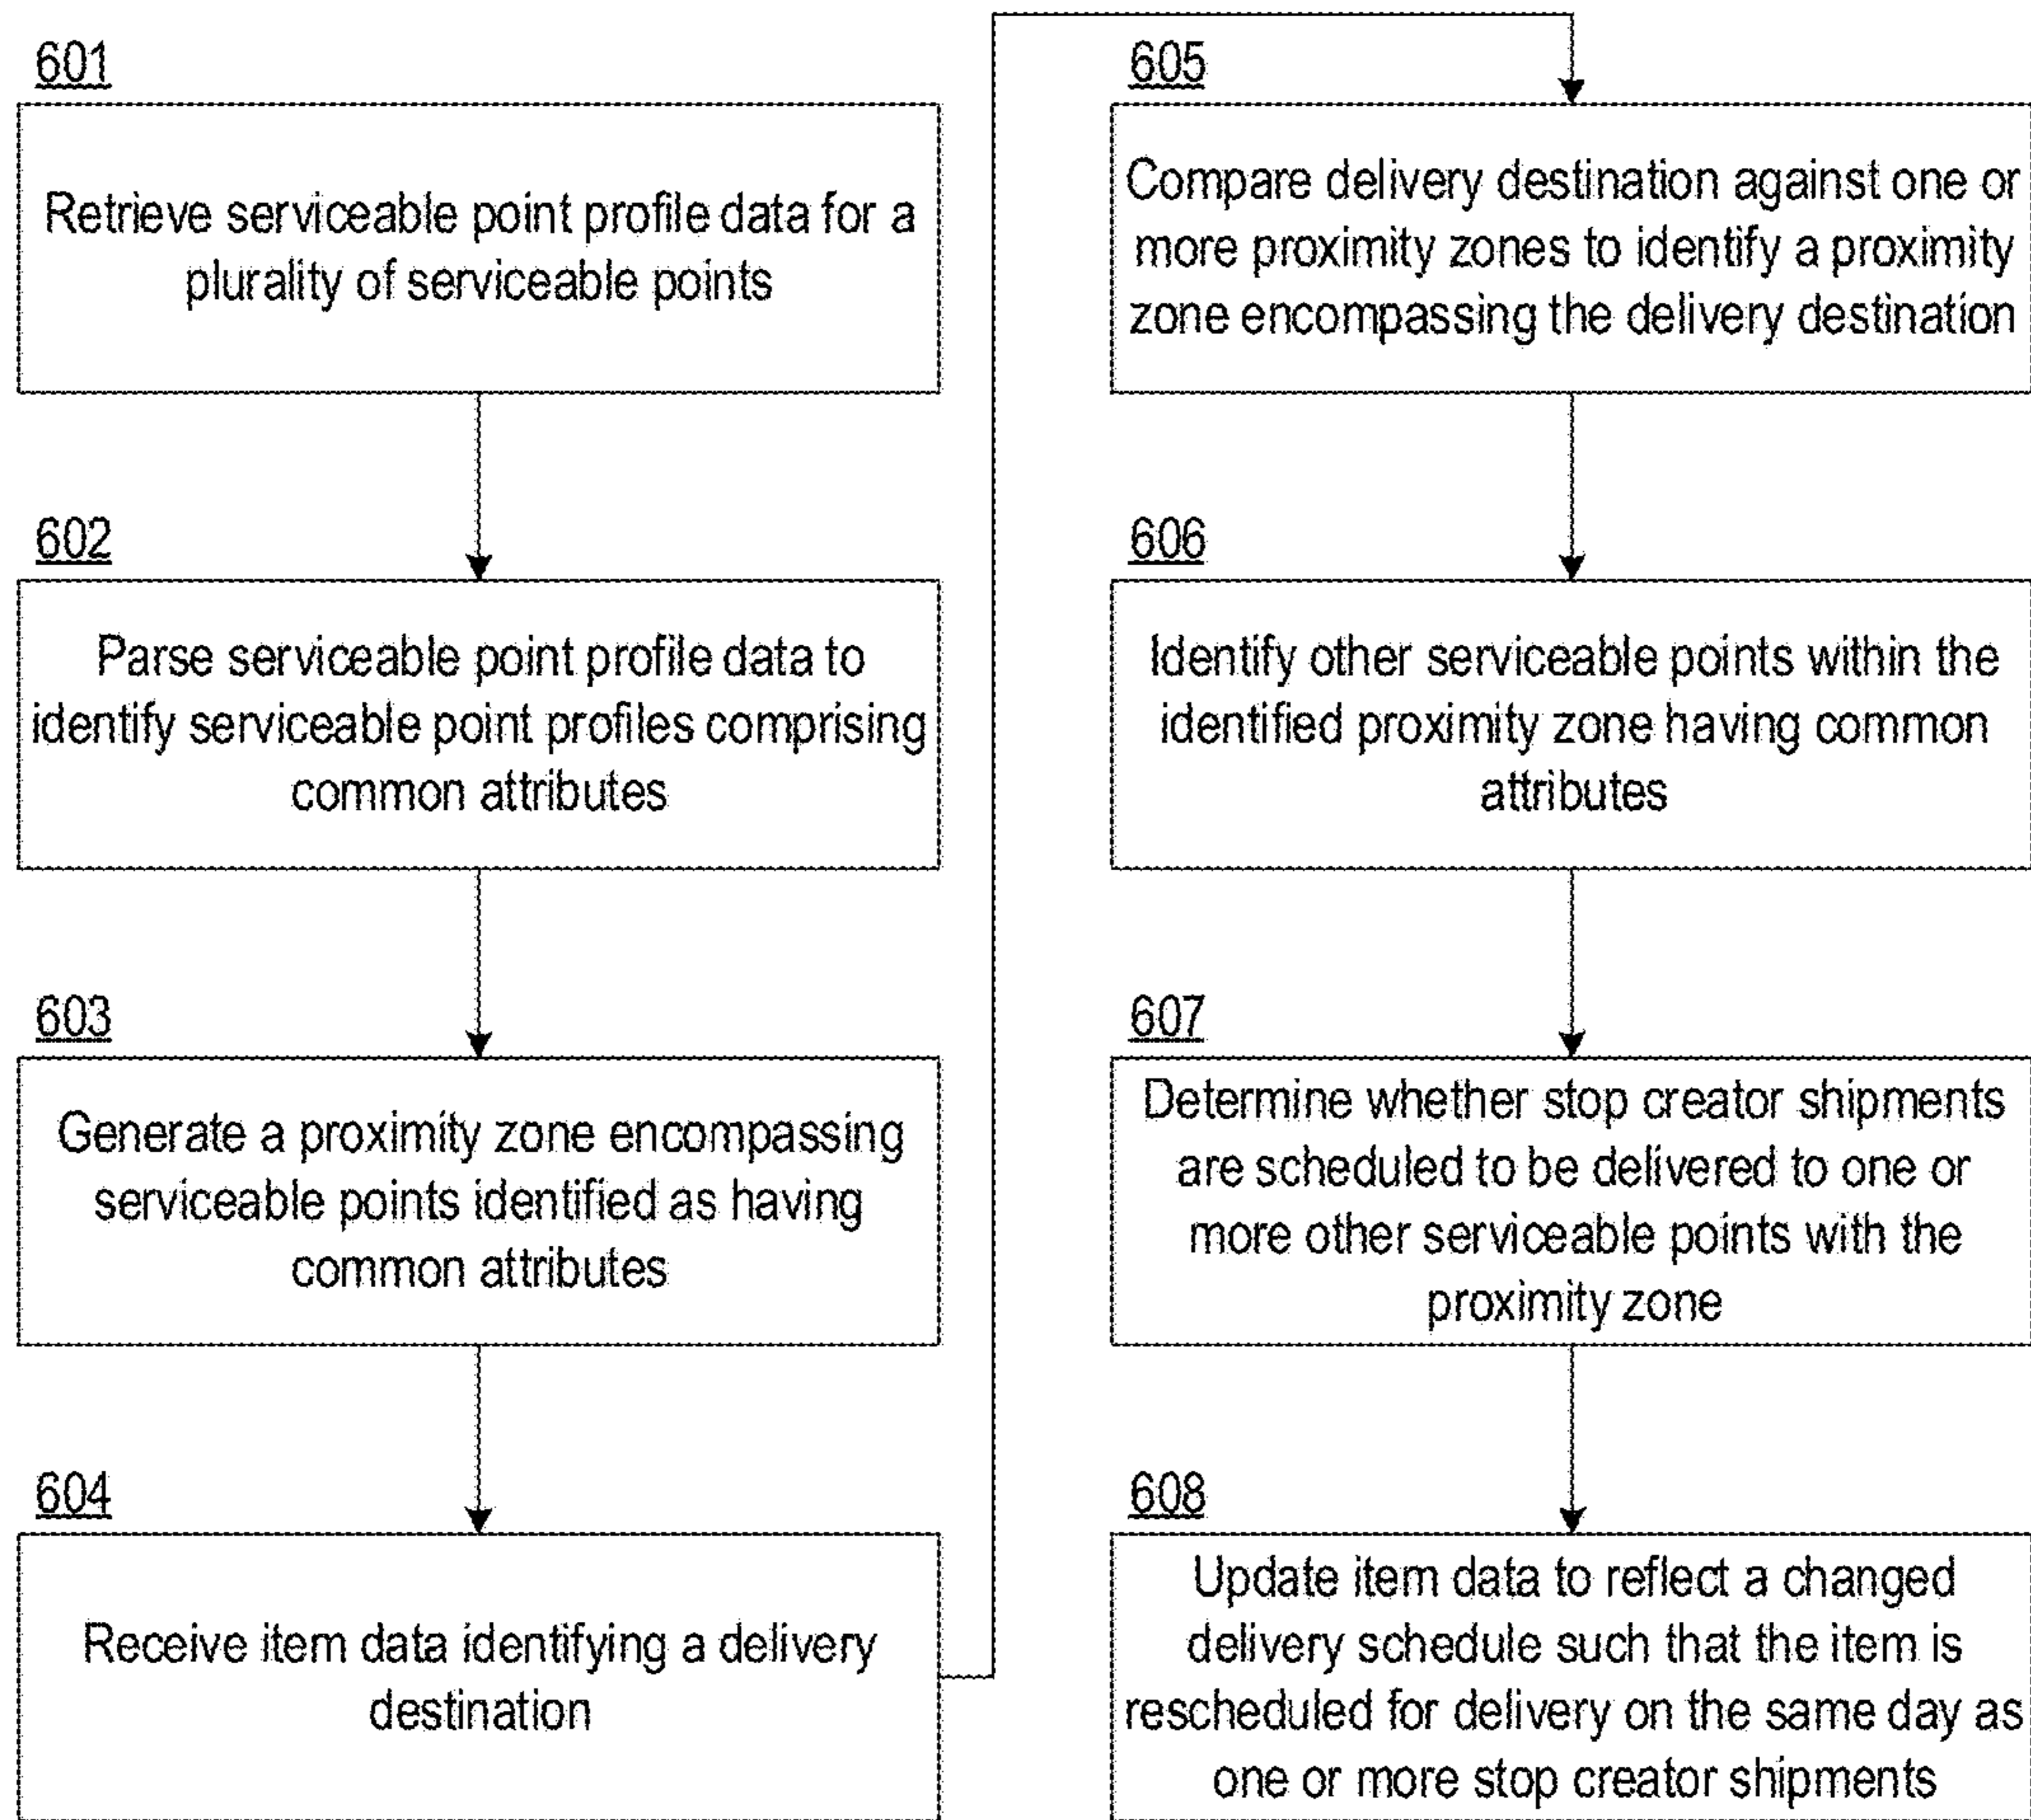 601
Retrieve serviceable point profile data for a
plurality of serviceable points
602
Parse serviceable point profile data to
identify serviceable point profiles comprising
common attributes
603
Generate a proximity zone encompassing
serviceable points identified as having
common attributes
604
Receive item data identifying a delivery
destination
605
Compare delivery destination against one or
more proximity zones to identify a proximity
zone encompassing the delivery destination
606
Identify other serviceable points within the
identified proximity zone having common
attributes
607
Determine whether stop creator shipments
are scheduled to be delivered to one or
more other serviceable points with the
proximity zone
608
Update item data to reflect a changed
delivery schedule such that the item is
rescheduled for delivery on the same day as
one or more stop creator shipments